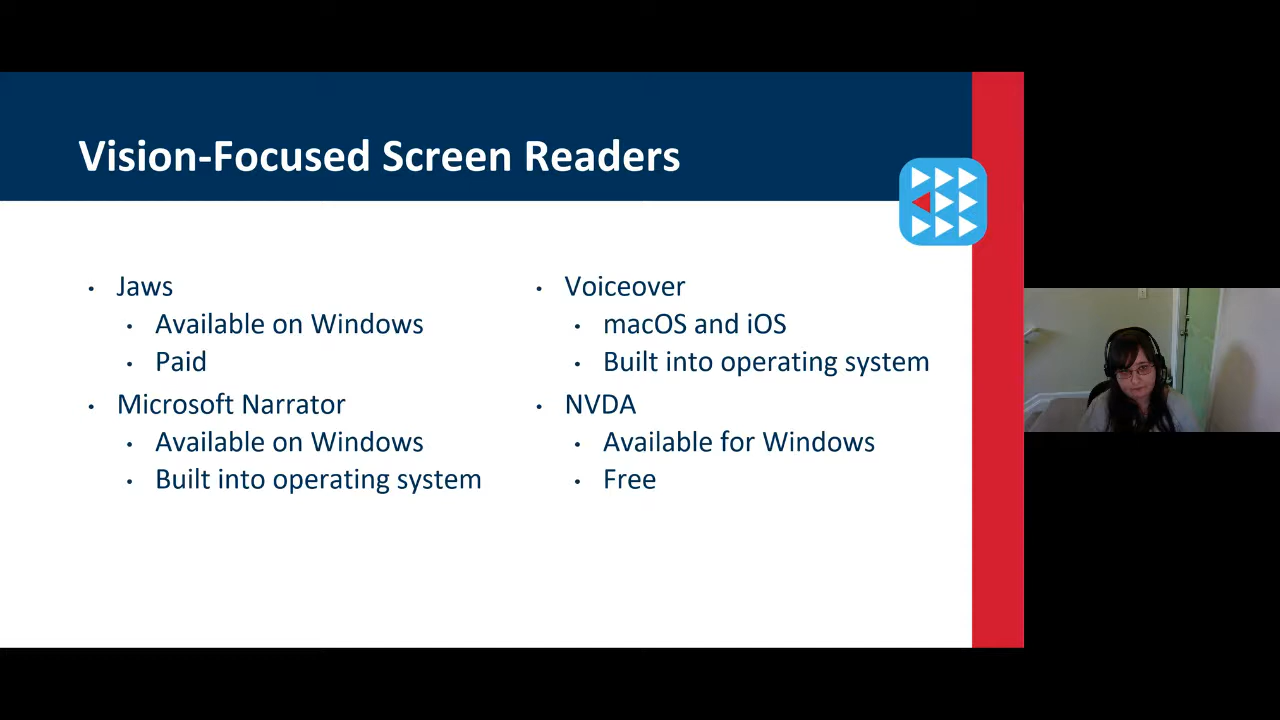 Vision-Focused Screen Readers
• Jaws
• Available on Windows
• Paid
• Microsoft Narrator
• Available on Windows
• Built into operating system
• Voiceover
• macOS and iOS
• Built into operating system
• NVDA
• Available for Windows
• Free